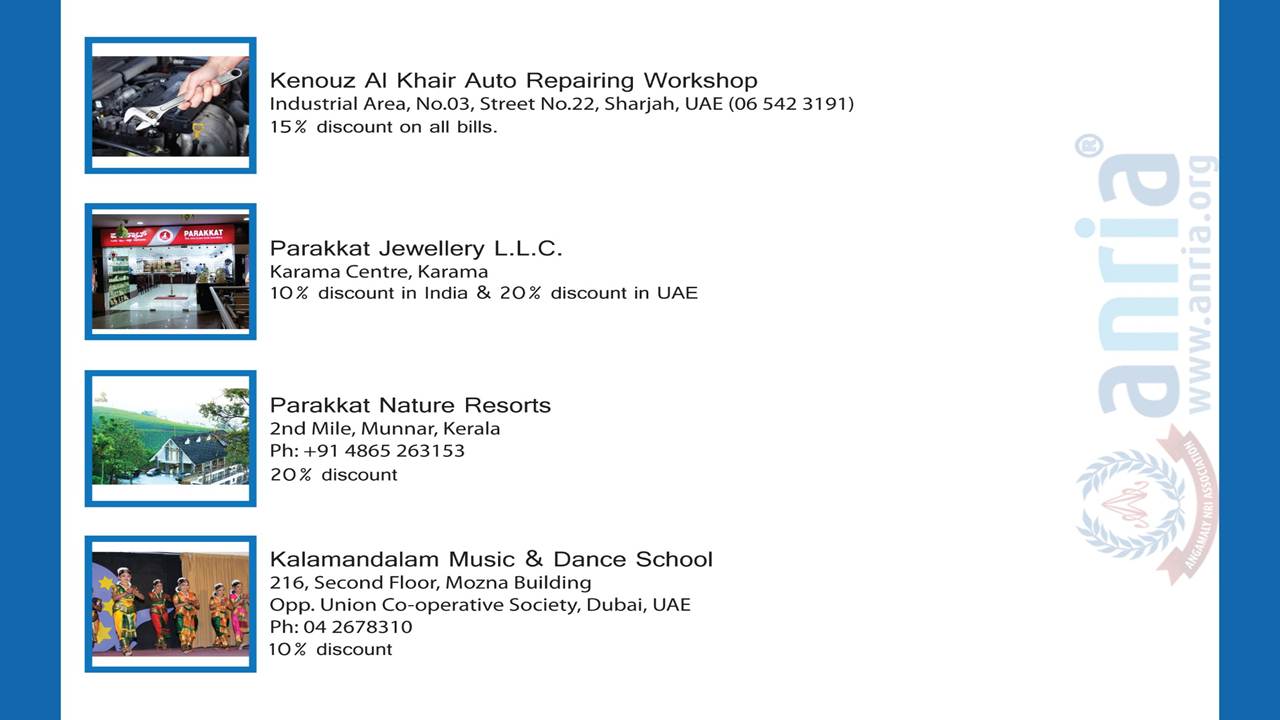 Kenouz Al Khair Auto Repairing Workshop
Industrial Area, No.03, Street No.22, Sharjah, UAE (06 542 3191)
15% discount on all bills.
PARAKKAT
Parakkat Jewellery L.L.C.
Karama Centre, Karama
10% discount in India & 20% discount in UAE
Parakkat Nature Resorts
2nd Mile, Munnar, Kerala
Ph: +91 4865 263153
20% discount
Kalamandalam Music & Dance School
216, Second Floor, Mozna Building
Opp. Union Co-operative Society, Dubai, UAE
Ph: 04 2678310
10% discount
anria®
www.anria.org
ANGAMALY NRI ASSOCIATION